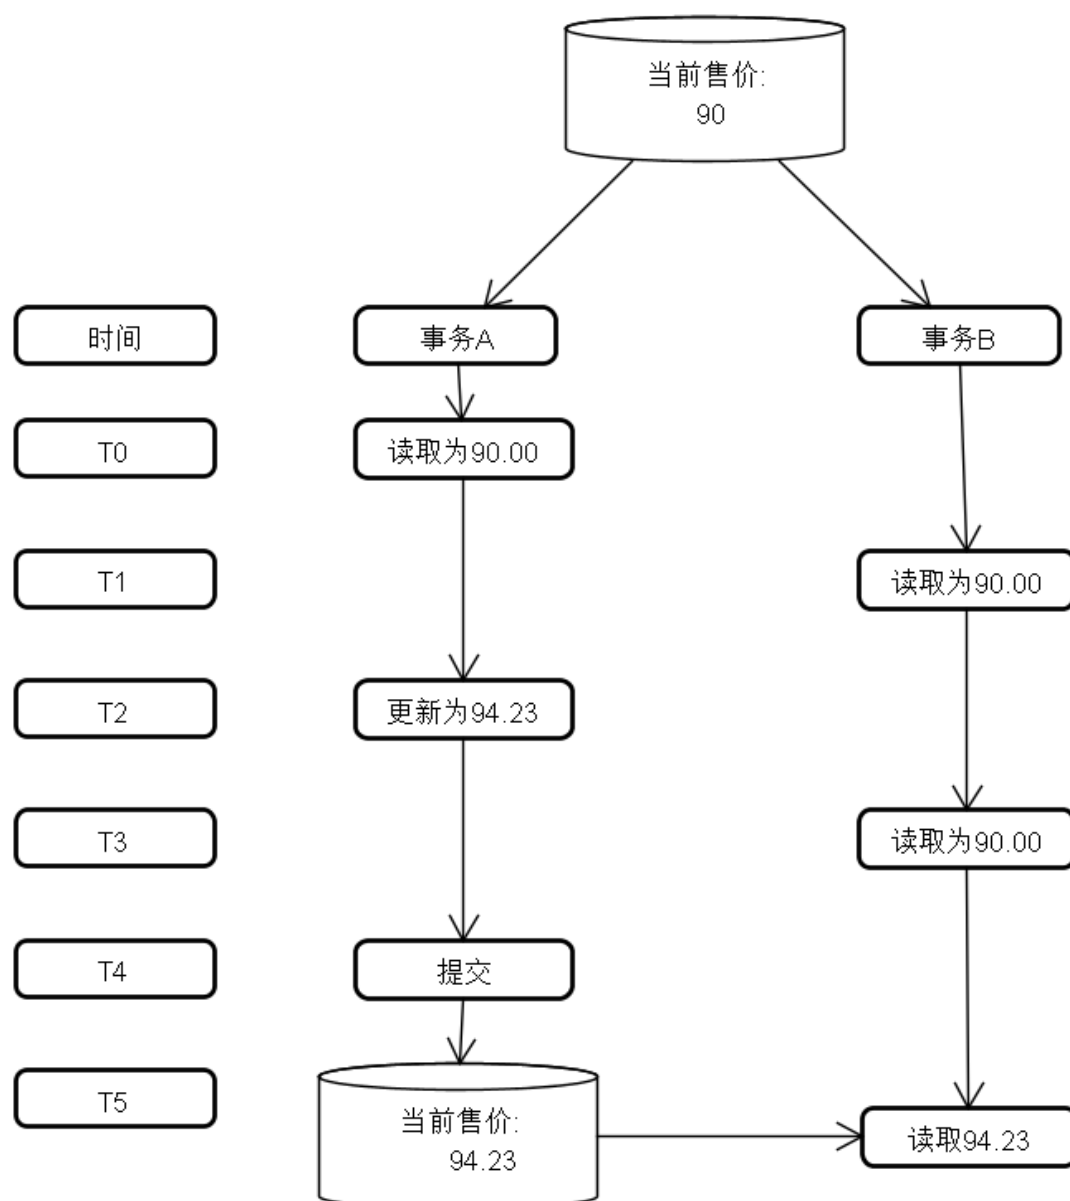 当前售价:
90
时间
事务A
事务B
T0
读取为90.00
T1
读取为90.00
T2
更新为94.23
T3
读取为90.00
T4
提交
T5
当前售价:
94.23
读取94.23